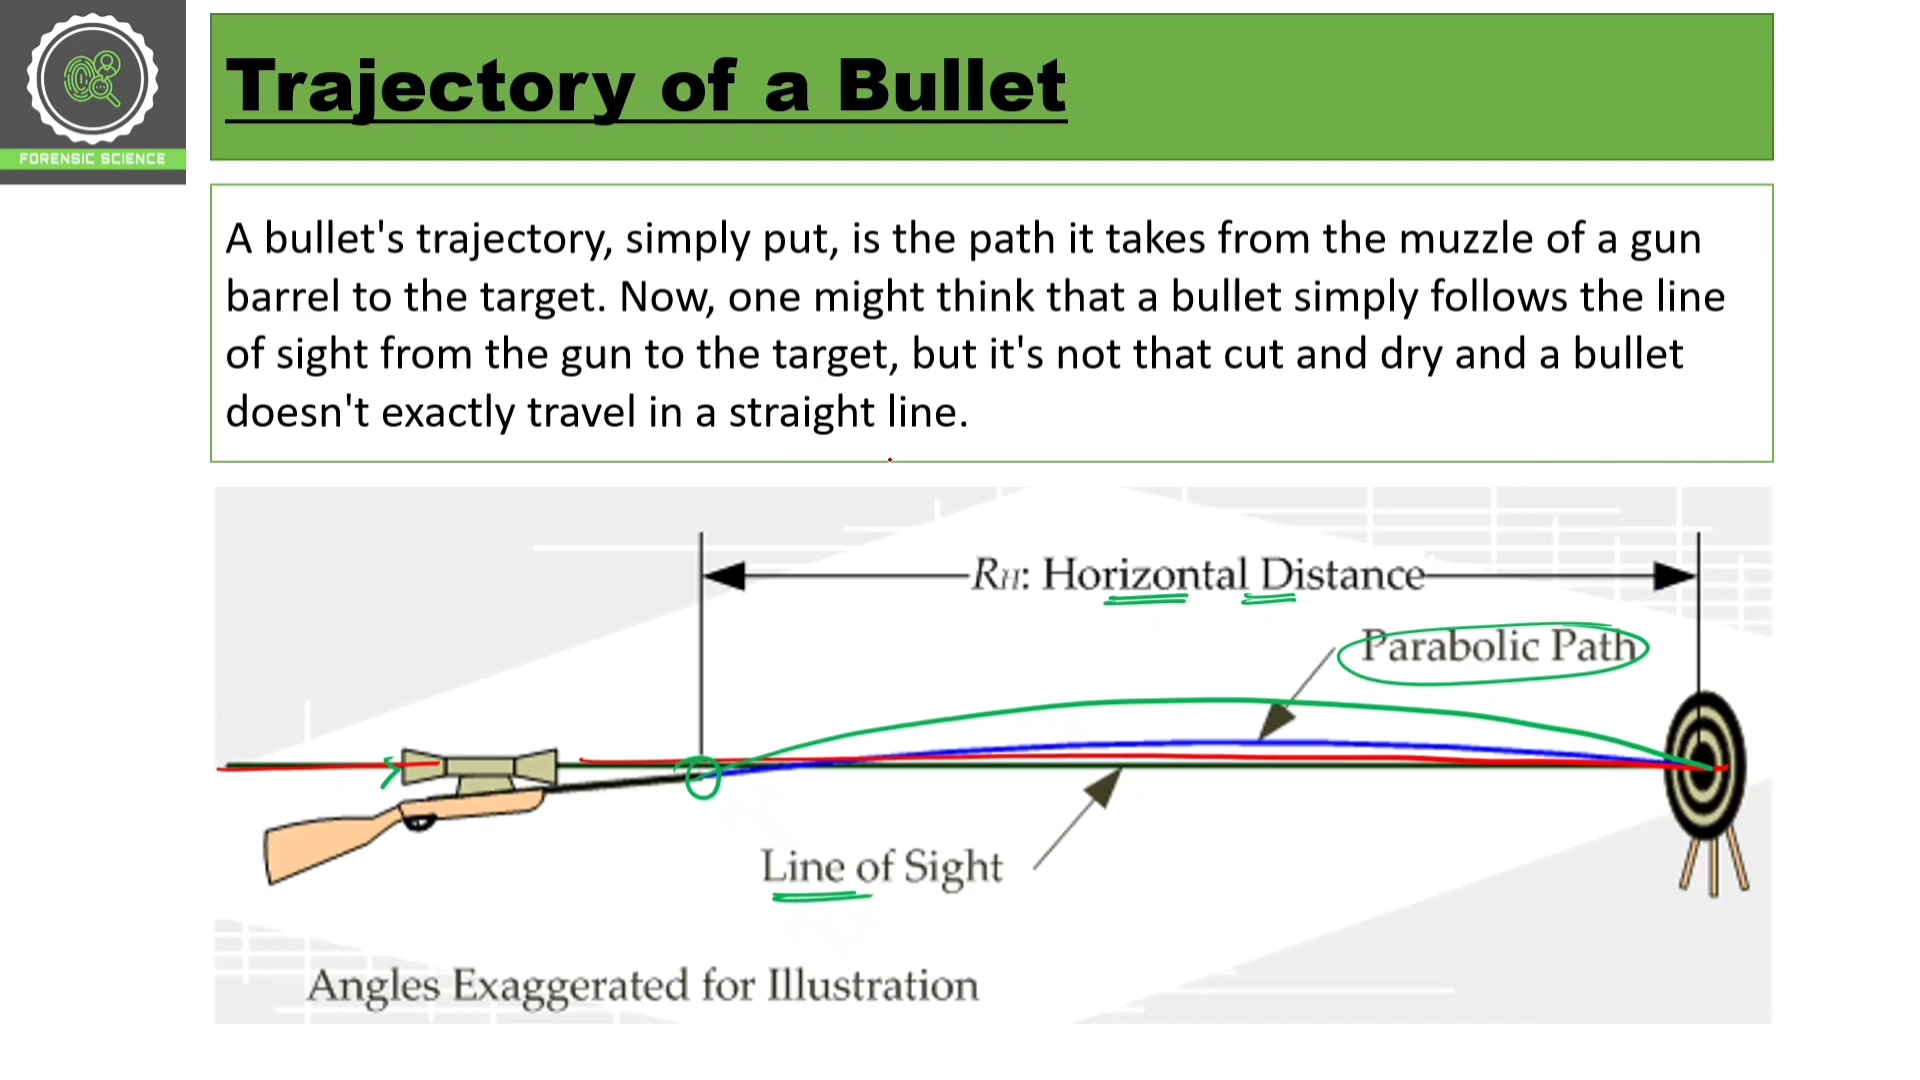 FORENSIC SCIENCE
Trajectory of a Bullet
A bullet's trajectory, simply put, is the path it takes from the muzzle of a gun
barrel to the target. Now, one might think that a bullet simply follows the line
of sight from the gun to the target, but it's not that cut and dry and a bullet
doesn't exactly travel in a straight line.
RH: Horizontal Distance
Parabolic Path
Line of Sight
Angles Exaggerated for Illustration